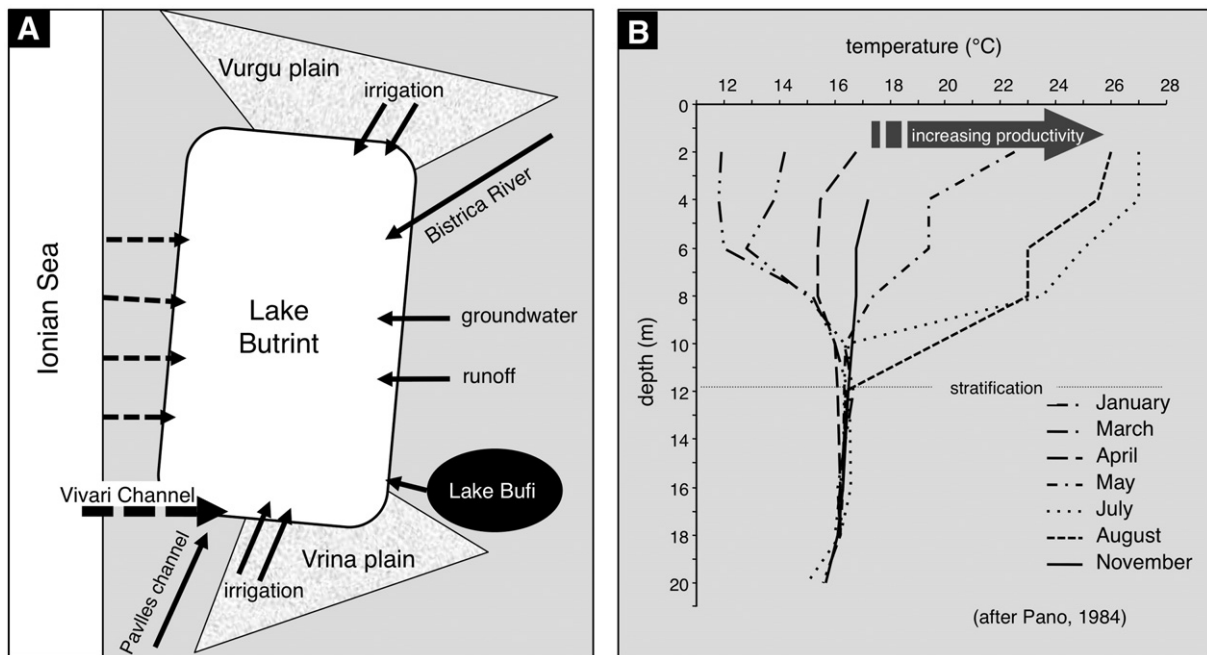 A
Vurgu plain
irrigation
Bistrica River
Ionian Sea
Lake
Butrint
groundwater
runoff
Lake Bufi
Vivari Channel
Vrina plain
irrigation
Pavlles channel
B
temperature (°C)
12 14 16 18 20 22 24 26 28
0
2
4
6
8
10
12
14
16
18
20
depth (m)
increasing productivity
stratification
January
March
April
May
July
August
November
(after Pano, 1984)